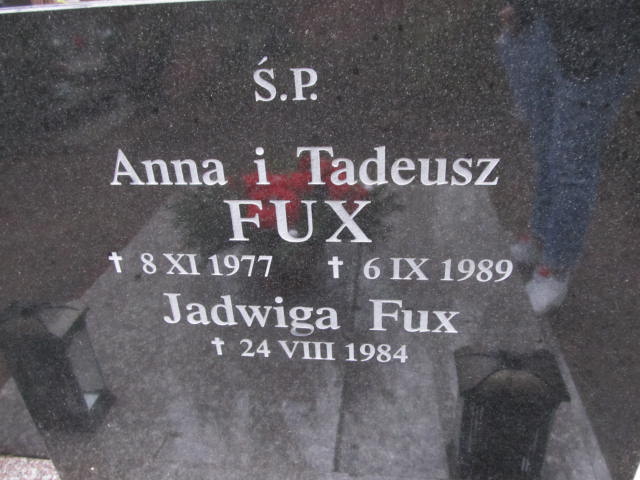 Ś.P.
Anna i Tadeusz
FUX
✝ 8 XI 1977 ✝ 6 IX 1989
Jadwiga Fux
✝ 24 VIII 1984